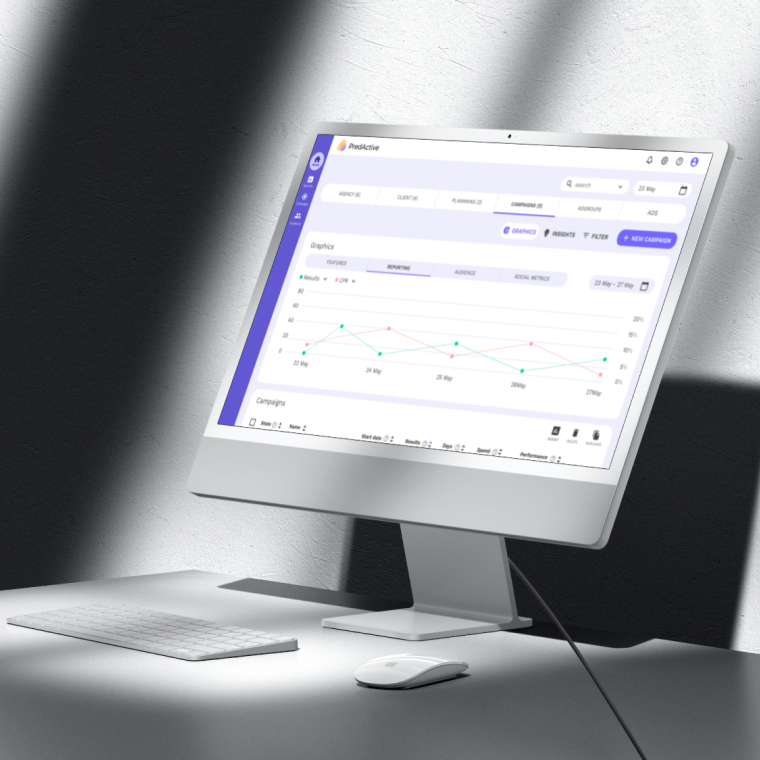 PredActive
search
23 May
AGENCY (6)
CLIENT (4)
PLANNING (3)
CAMPAIGNS (5)
ADGROUPS
ADS
GRAPHICS
INSIGHTS
FILTER
+ NEW CAMPAIGN
Graphics
FEATURED
REPORTING
AUDIENCE
SOCIAL METRICS
23 May - 27 May
Results
CPR
80
60
40
20
0
20%
15%
10%
5%
0%
23 May
24 May
25 May
26May
27May
Campaigns
State
Name
Start date
Results
Days
Spend
Performance